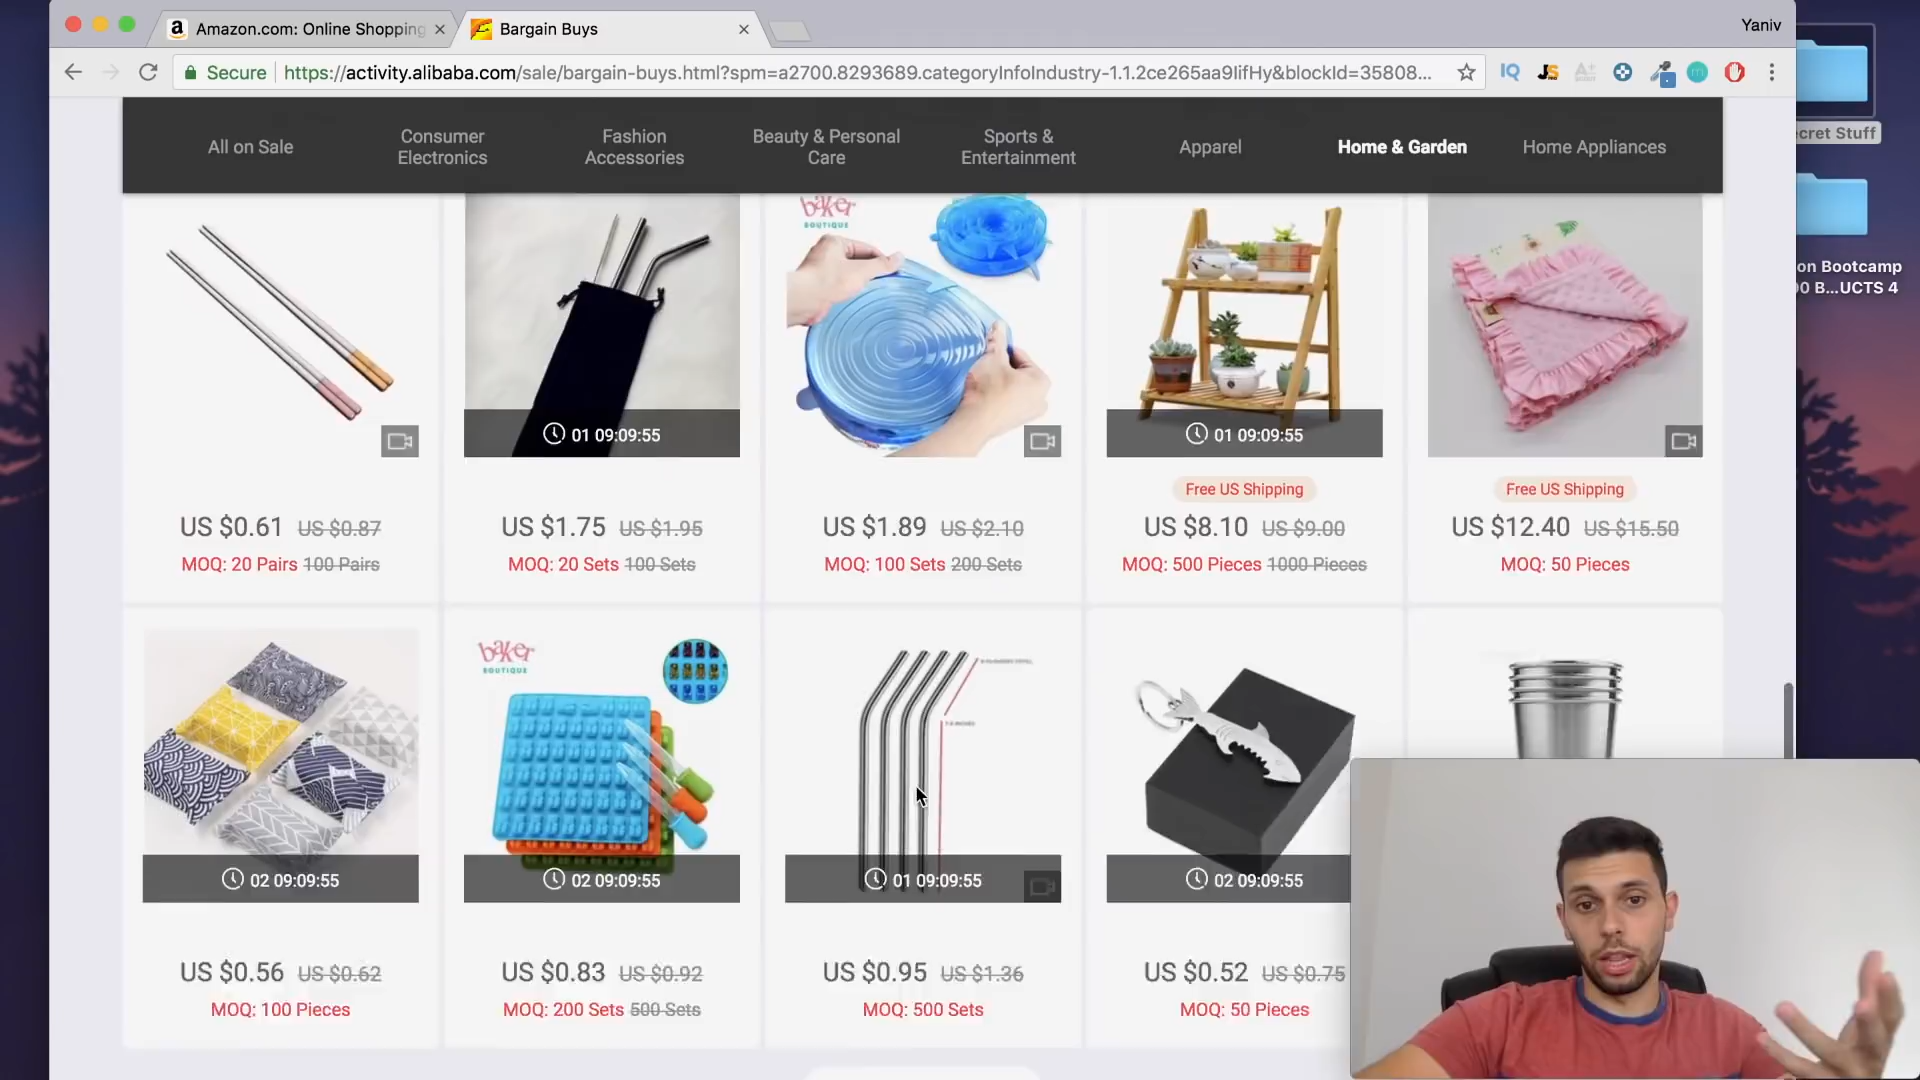 Amazon.com: Online Shopping
Bargain Buys
Yaniv
Secure
https://activity.alibaba.com/sale/bargain-buys.html?spm=a2700.8293689.categoryInfoIndustry-1.1.2ce265aa9IifHy&blockId=35808...
All on Sale
Consumer
Electronics
Fashion
Accessories
Beauty & Personal
Care
Sports &
Entertainment
Apparel
Home & Garden
Home Appliances
ecret Stuff
on Bootcamp
00 B...UCTS 4
baker
BOUTIQUE
01 09:09:55
01 09:09:55
Free US Shipping
Free US Shipping
US $0.61 US $0.87
US $1.75 US $1.95
US $1.89 US $2.10
US $8.10 US $9.00
US $12.40 US $15.50
MOQ: 20 Pairs 100 Pairs
MOQ: 20 Sets 100 Sets
MOQ: 100 Sets 200 Sets
MOQ: 500 Pieces 1000 Pieces
MOQ: 50 Pieces
baker
BOUTIQUE
02 09:09:55
02 09:09:55
01 09:09:55
02 09:09:55
US $0.56 US $0.62
US $0.83 US $0.92
US $0.95 US $1.36
US $0.52 US $0.75
MOQ: 100 Pieces
MOQ: 200 Sets 500 Sets
MOQ: 500 Sets
MOQ: 50 Pieces